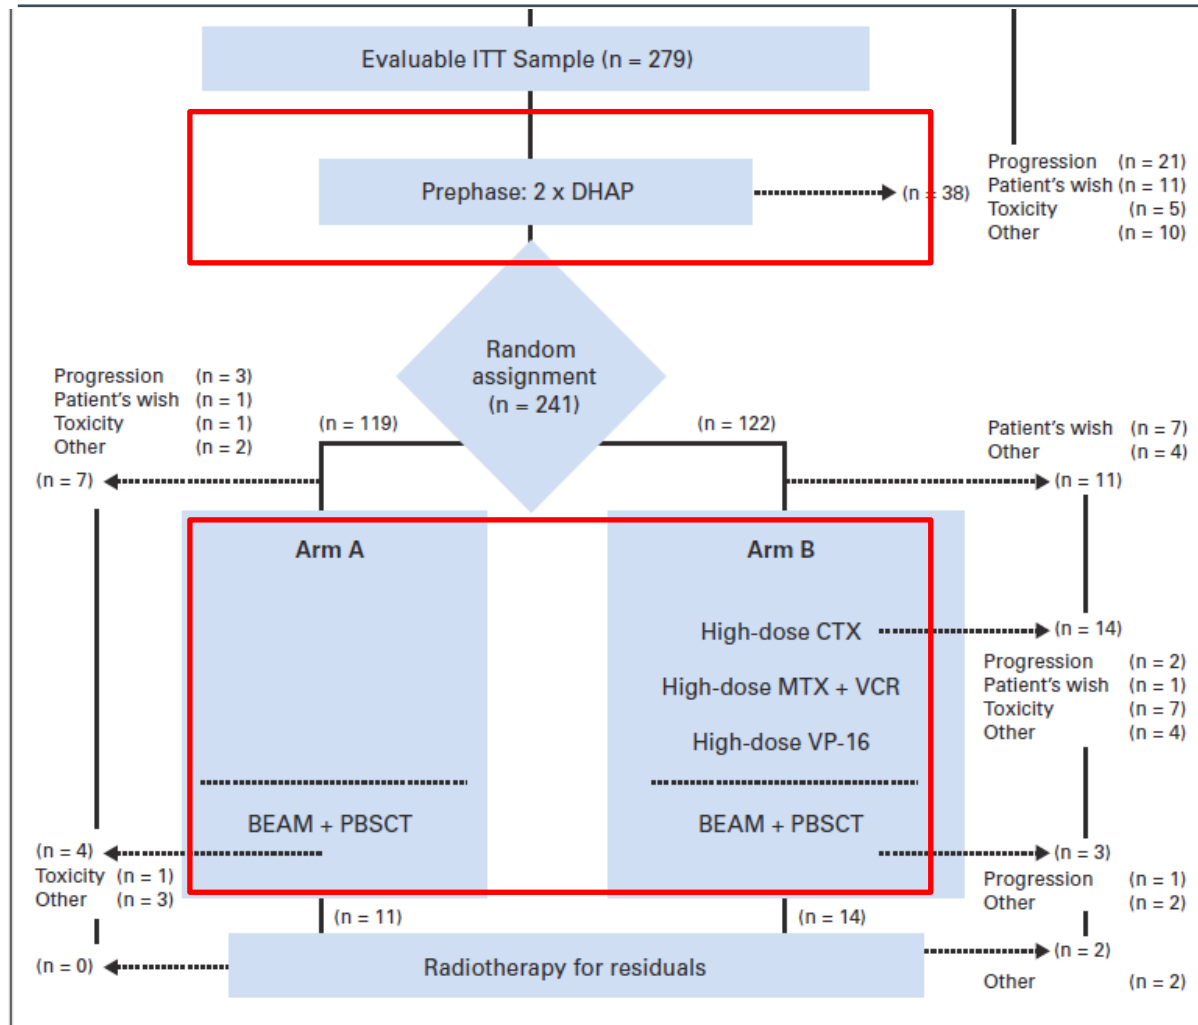 Evaluable ITT Sample (n = 279)
Prephase: 2 x DHAP
(n = 38)
Progression (n = 21)
Patient's wish (n = 11)
Toxicity (n = 5)
Other (n = 10)
Random
assignment
(n = 241)
Progression (n = 3)
Patient's wish (n = 1)
Toxicity (n = 1)
Other (n = 2)
(n = 7)
(n = 119)
(n = 122)
Patient's wish (n = 7)
Other (n = 4)
(n = 11)
Arm A
BEAM + PBSCT
Arm B
High-dose CTX
High-dose MTX + VCR
High-dose VP-16
BEAM + PBSCT
(n = 14)
Progression (n = 2)
Patient's wish (n = 1)
Toxicity (n = 7)
Other (n = 4)
(n = 4)
Toxicity (n = 1)
Other (n = 3)
(n = 3)
Progression (n = 1)
Other (n = 2)
(n = 11)
(n = 14)
Radiotherapy for residuals
(n = 0)
(n = 2)
Other (n = 2)